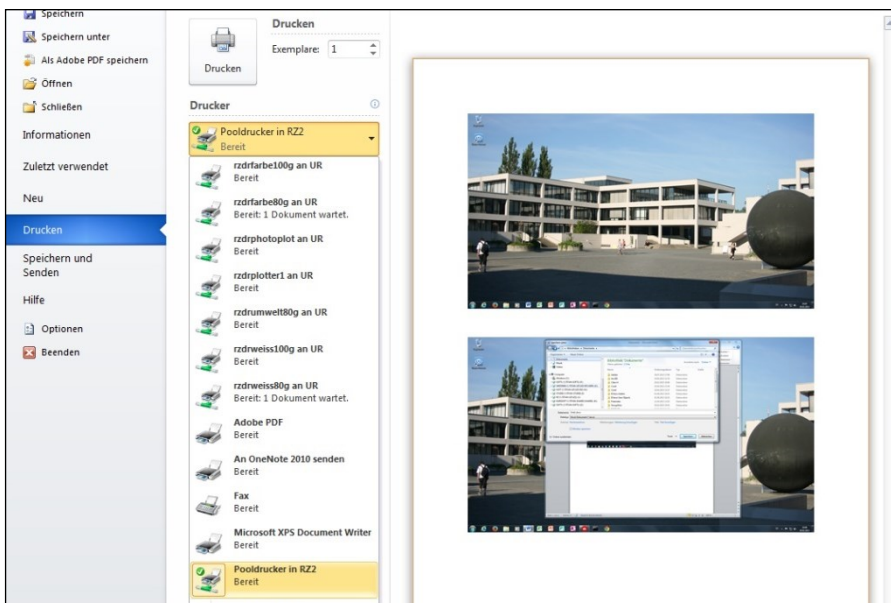 Speichern
Speichern unter
Als Adobe PDF speichern
Öffnen
Schließen
Informationen
Zuletzt verwendet
Neu
Drucken
Speichern und
Senden
Hilfe
Optionen
Beenden
Drucken
Drucken
Exemplare: 1
Drucker
Pooldrucker in RZ2
Bereit
rzdrfarbe100g an UR
Bereit
rzdrfarbe80g an UR
Bereit: 1 Dokument wartet.
rzdrphotoplot an UR
Bereit
rzdrplotter1 an UR
Bereit
rzdrumwelt80g an UR
Bereit
rzdrweiss100g an UR
Bereit
rzdrweiss80g an UR
Bereit: 1 Dokument wartet.
Adobe PDF
Bereit
An OneNote 2010 senden
Bereit
Fax
Bereit
Microsoft XPS Document Writer
Bereit
Pooldrucker in RZ2
Bereit